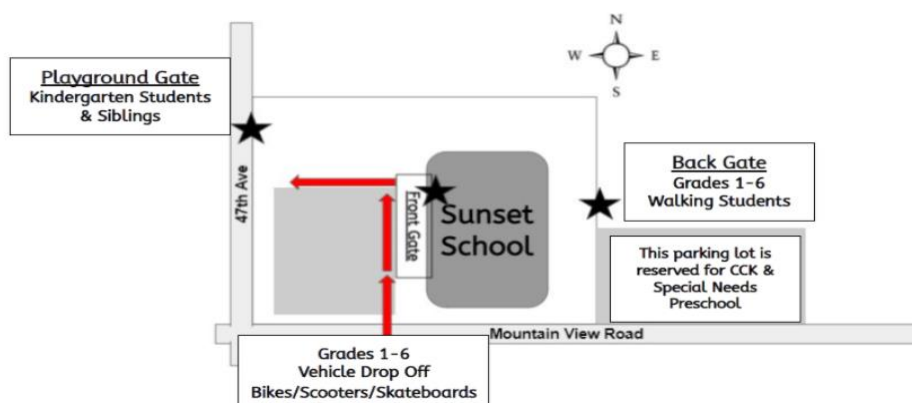 N
W
E
S
Playground Gate
Kindergarten Students
& Siblings
47th Ave
Front Gate
Sunset
School
Back Gate
Grades 1-6
Walking Students
This parking lot is
reserved for CCK &
Special Needs
Preschool
Mountain View Road
Grades 1-6
Vehicle Drop Off
Bikes/Scooters/Skateboards